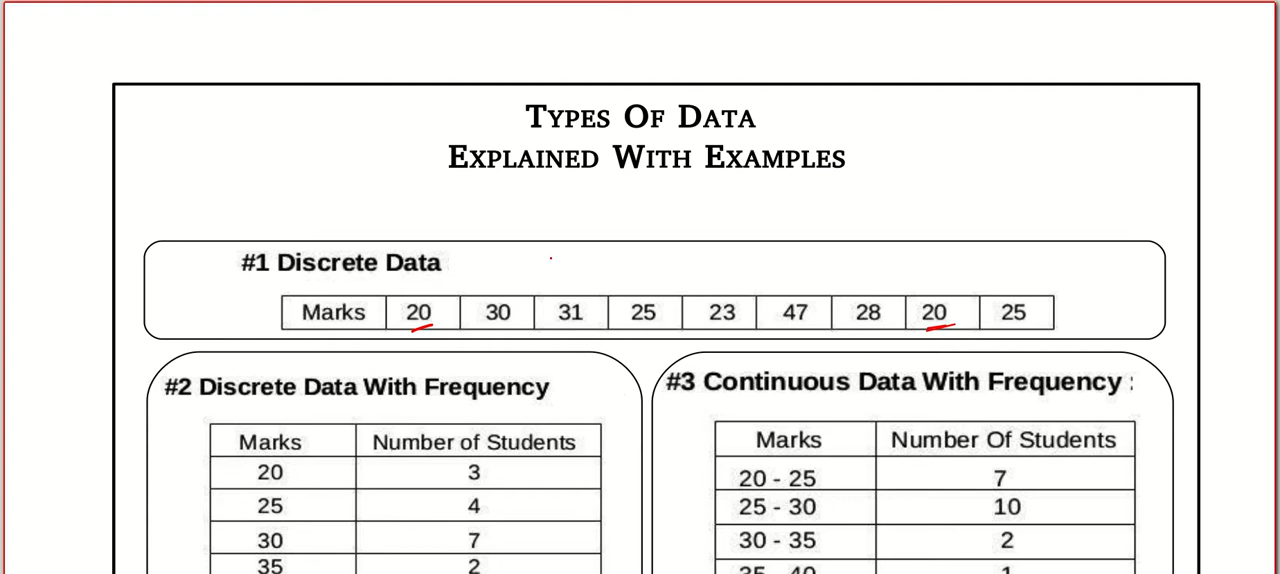 Types Of Data
Explained With Examples
#1 Discrete Data
Marks 20 30 31 25 23 47 28 20 25
#2 Discrete Data With Frequency
Marks Number of Students
20 3
25 4
30 7
35 2
#3 Continuous Data With Frequency :
Marks Number Of Students
20 - 25 7
25 - 30 10
30 - 35 2
35 - 40 1